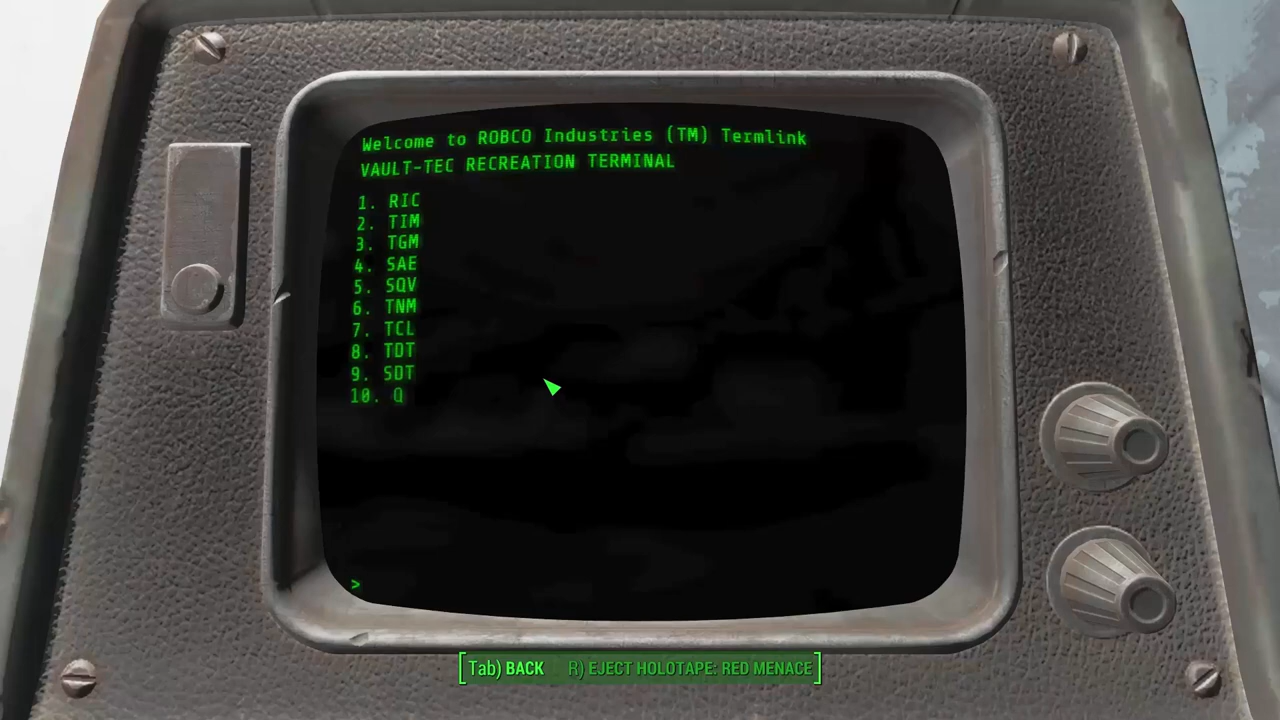 Welcome to ROBCO Industries (TM) Termlink
VAULT-TEC RECREATION TERMINAL
1. RIC
2. TIM
3. TGM
4. SAE
5. SQV
6. TNM
7. TCL
8. TDT
9. SDT
10. Q
>
Tab) BACK R) EJECT HOLOTAPE: RED MENACE